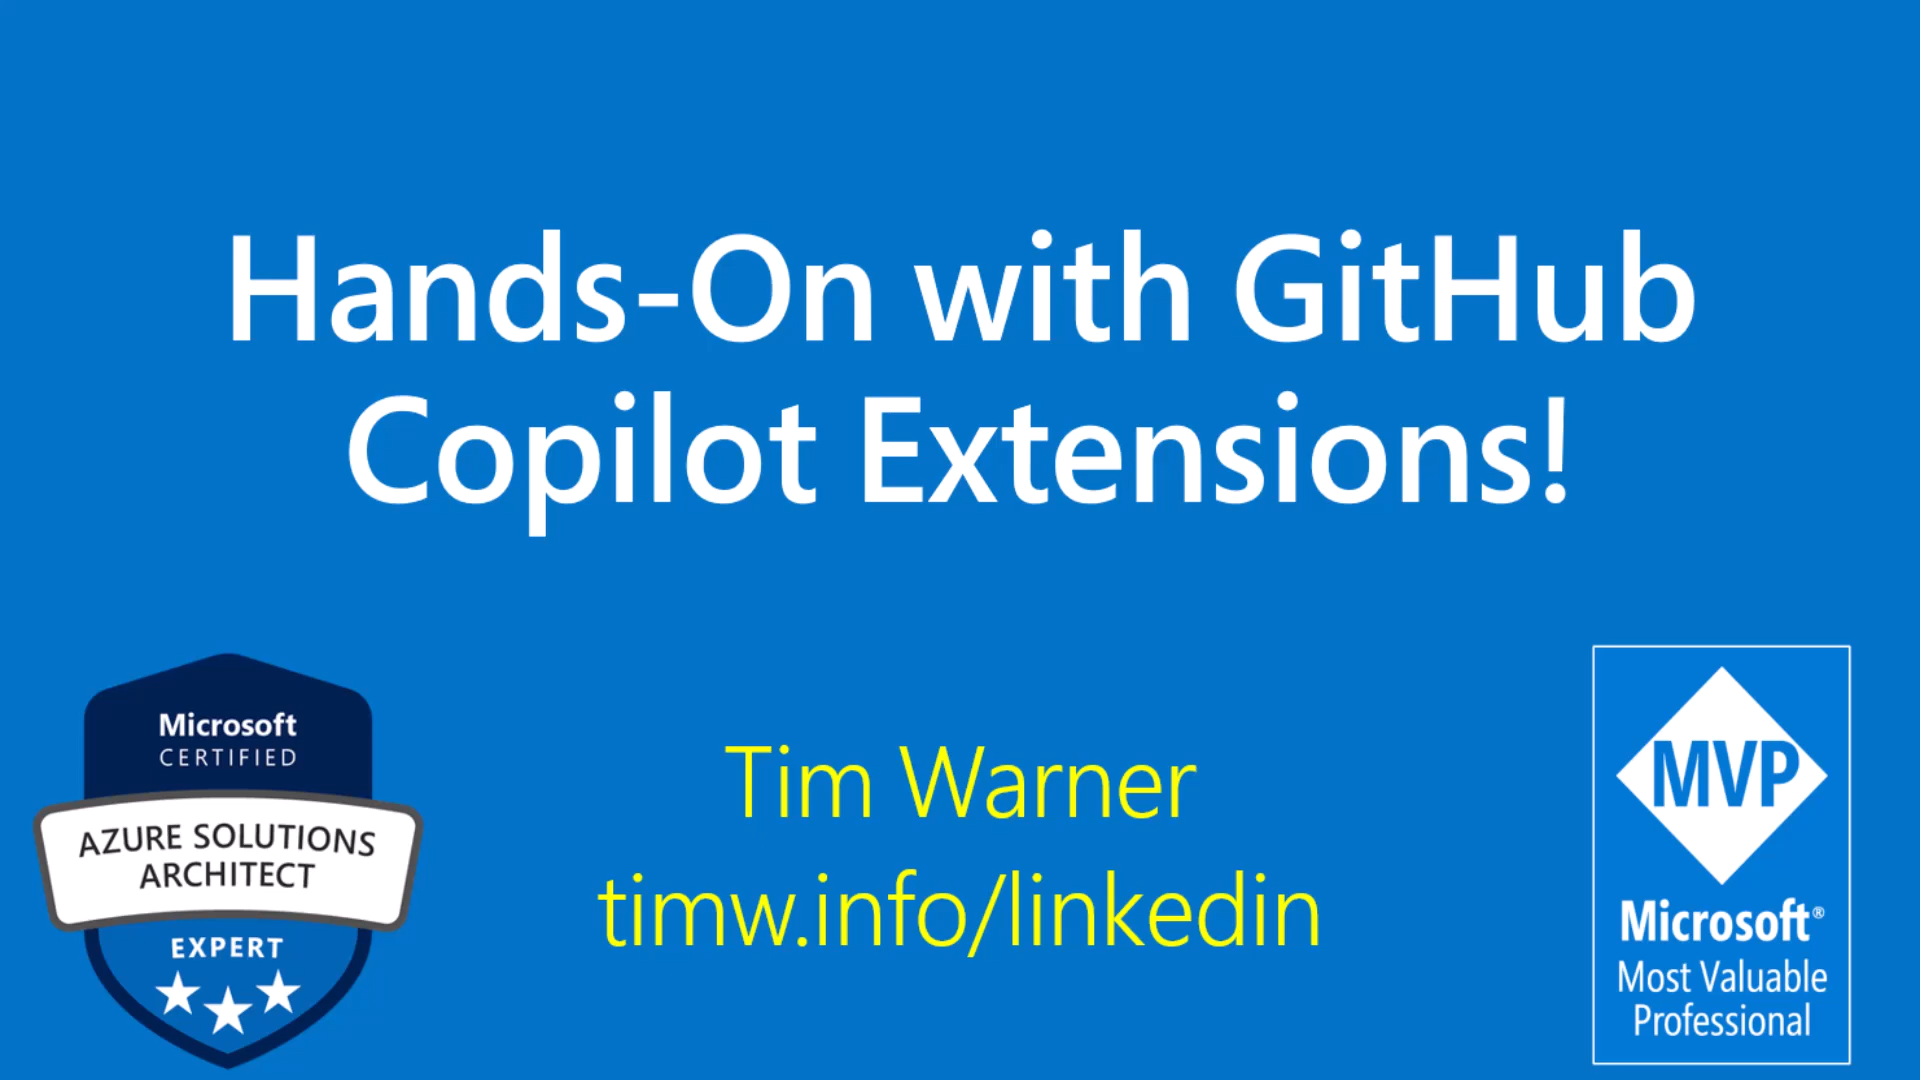 Hands-On with GitHub
Copilot Extensions!
Microsoft
CERTIFIED
AZURE SOLUTIONS
ARCHITECT
EXPERT
Tim Warner
timw.info/linkedin
MVP
Microsoft®
Most Valuable
Professional